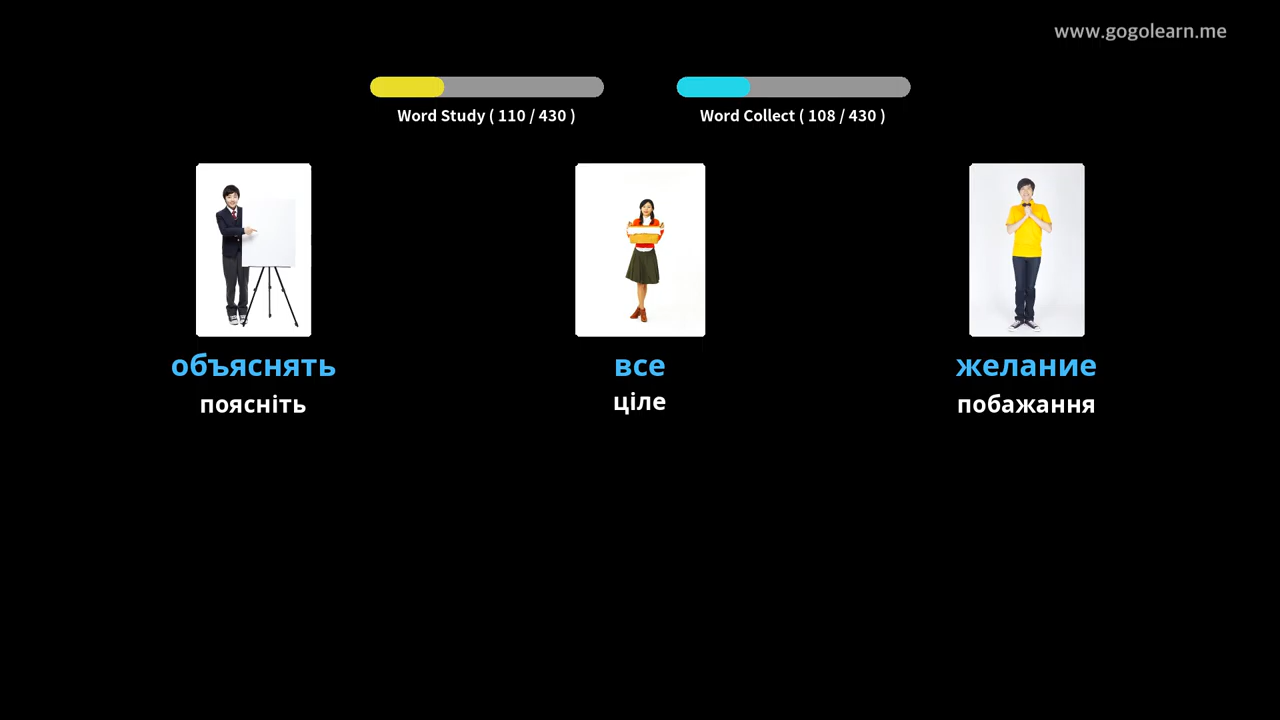 www.gogolearn.me
Word Study ( 110 / 430 )
Word Collect ( 108 / 430 )
объяснять
поясніть
все
ціле
желание
побажання